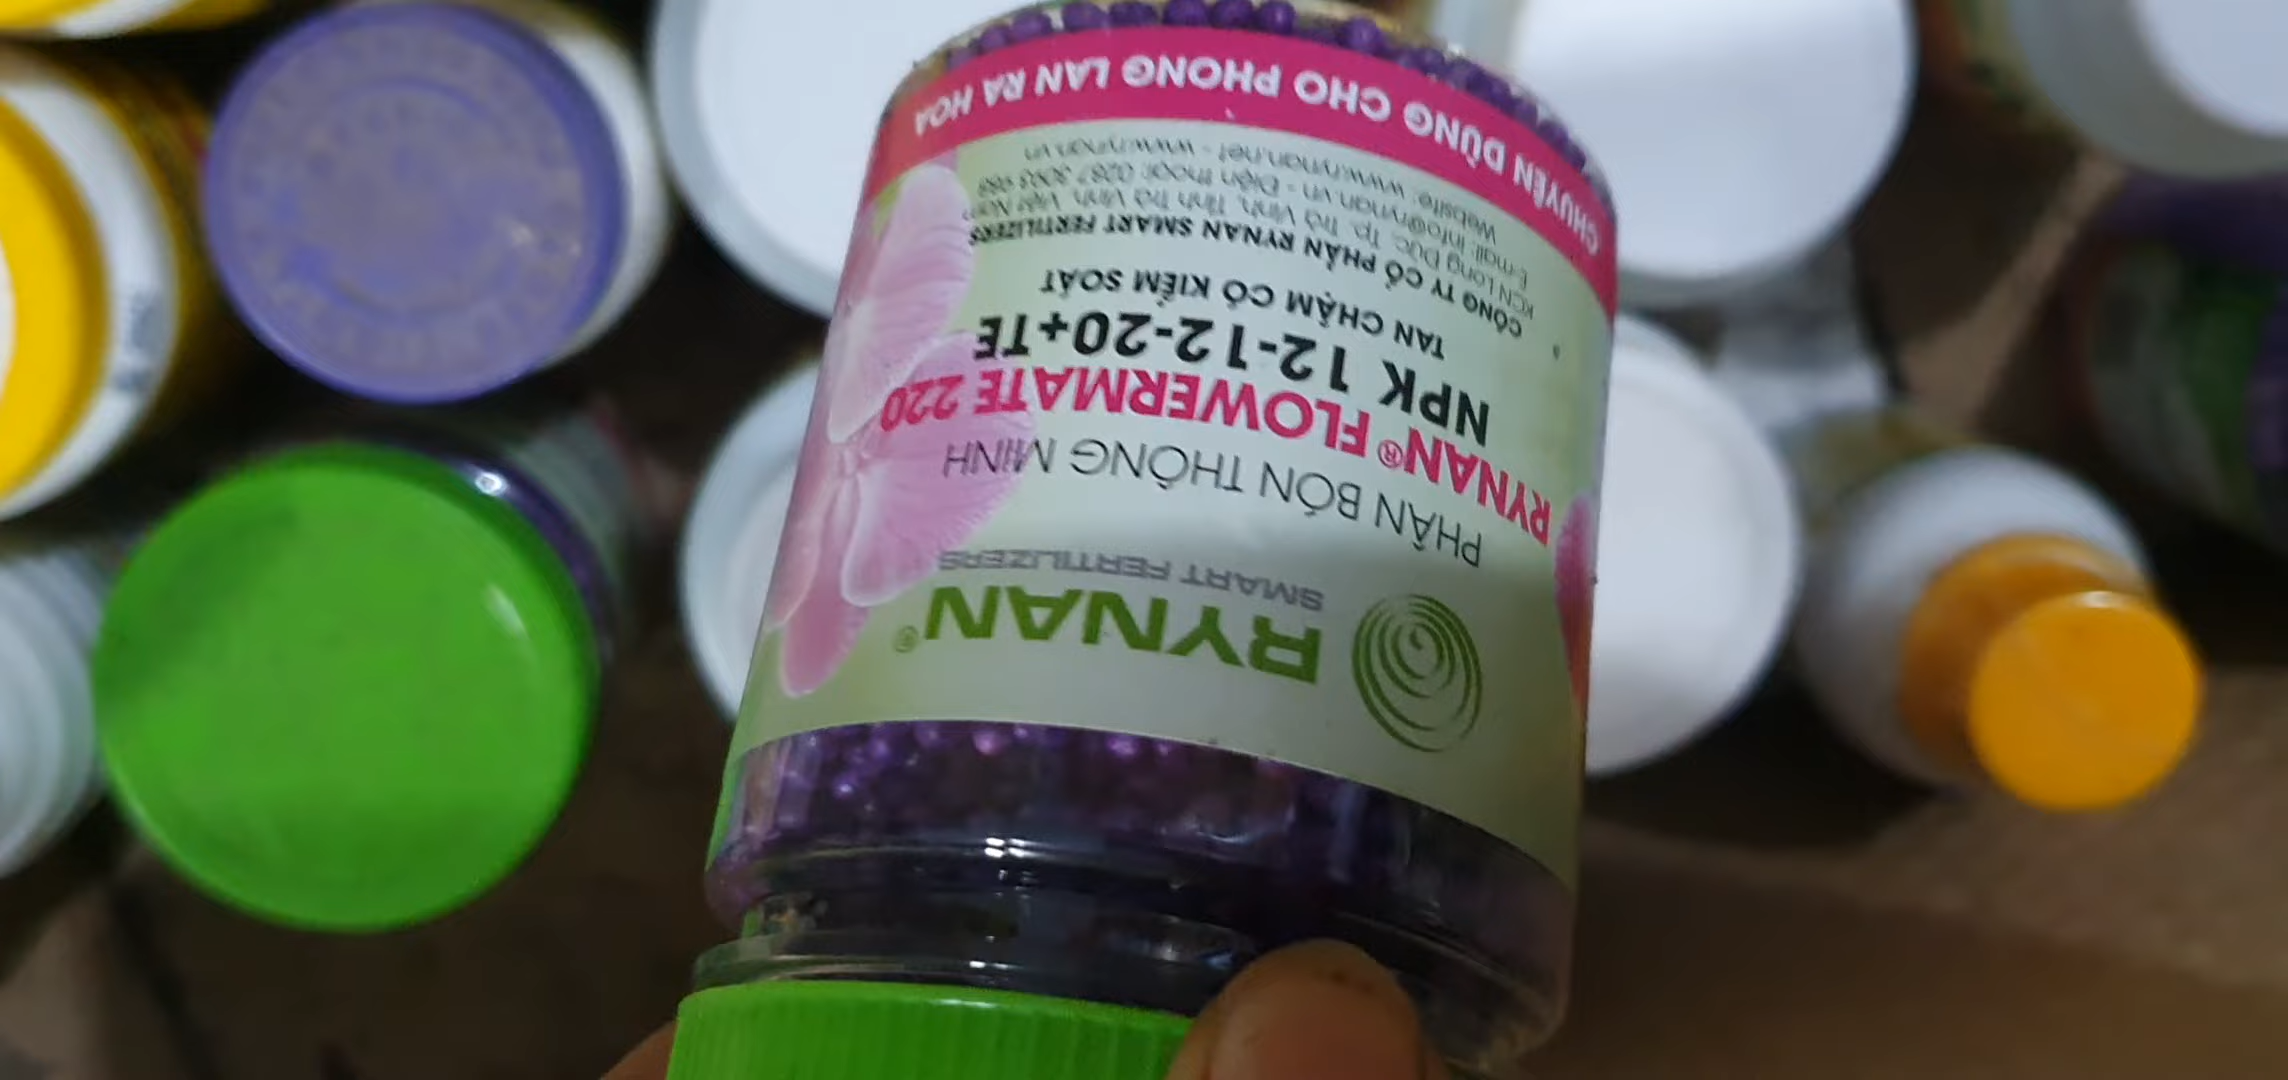 RYNAN®
SMART FERTILIZERS
PHÂN BÓN THÔNG MINH
RYNAN® FLOWERMATE 220
NPK 12-12-20+TE
TAN CHẬM CÓ KIỂM SOÁT
CÔNG TY CỔ PHẦN RYNAN SMART FERTILIZERS
KCN Long Đức, Tp. Trà Vinh, Tỉnh Trà Vinh, Việt Nam
E-mail: info@rynan.vn - Điện thoại: 0287 3003 988
Website: www.rynan.net - www.rynan.vn
CHUYÊN DÙNG CHO PHONG LAN RA HOA